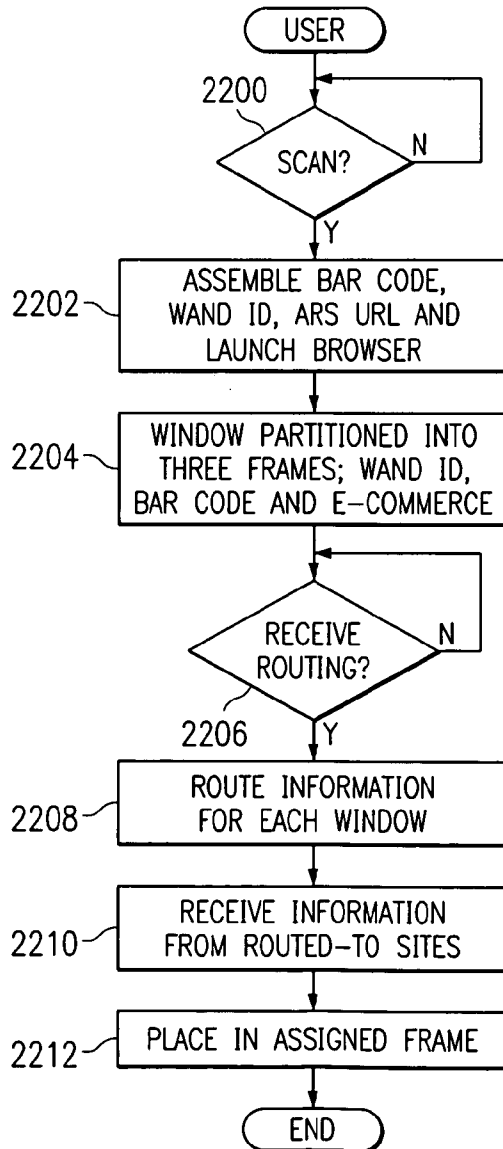 USER
2200
SCAN?
N
Y
2202
ASSEMBLE BAR CODE,
WAND ID, ARS URL AND
LAUNCH BROWSER
2204
WINDOW PARTITIONED INTO
THREE FRAMES; WAND ID,
BAR CODE AND E-COMMERCE
RECEIVE
ROUTING?
N
2206
Y
2208
ROUTE INFORMATION
FOR EACH WINDOW
2210
RECEIVE INFORMATION
FROM ROUTED-TO SITES
2212
PLACE IN ASSIGNED FRAME
END